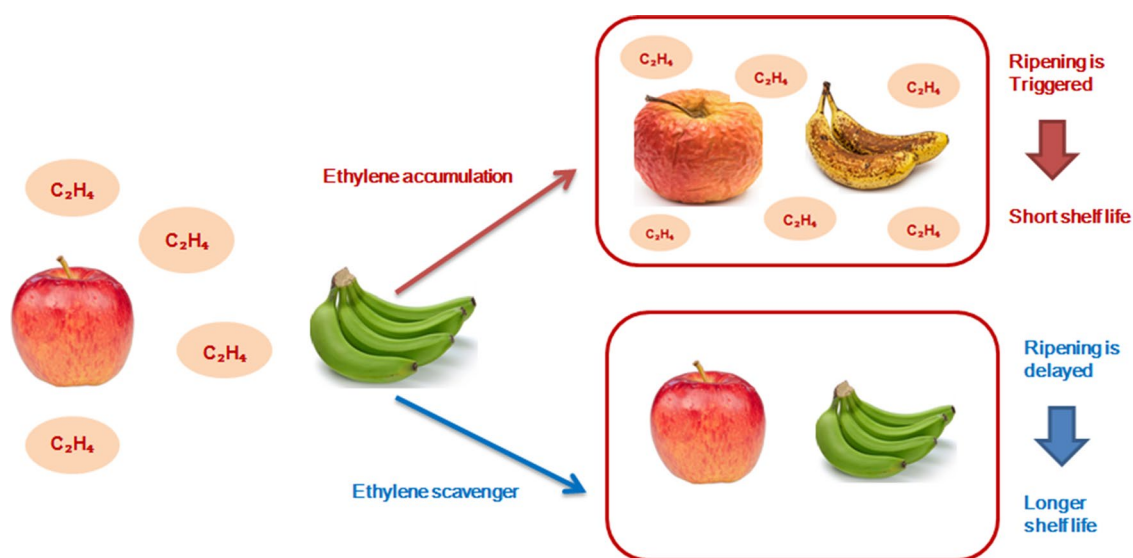 C₂H₄
C₂H₄
C₂H₄
C₂H₄
Ethylene accumulation
Ethylene scavenger
C₂H₄
C₂H₄
C₂H₄
C₂H₄
C₂H₄
C₂H₄
Ripening is
Triggered
Short shelf life
Ripening is
delayed
Longer
shelf life